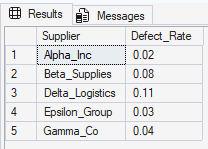 Results Messages
Supplier Defect_Rate
1 Alpha_Inc 0.02
2 Beta_Supplies 0.08
3 Delta_Logistics 0.11
4 Epsilon_Group 0.03
5 Gamma_Co 0.04